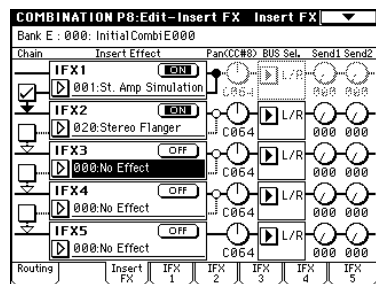 COMBINATION P8:Edit-Insert FX Insert FX
Bank E : 000: InitialCombiE000
Chain Insert Effect Pan(CC#8) BUS Sel. Send1 Send2
IFX1 ON
001:St. Amp Simulation C064 L/R 000 000
IFX2 ON
020:Stereo Flanger C064 L/R 000 000
IFX3 OFF
000:No Effect C064 L/R 000 000
IFX4 OFF
000:No Effect C064 L/R 000 000
IFX5 OFF
000:No Effect C064 L/R 000 000
Routing Insert FX IFX 1 IFX 2 IFX 3 IFX 4 IFX 5